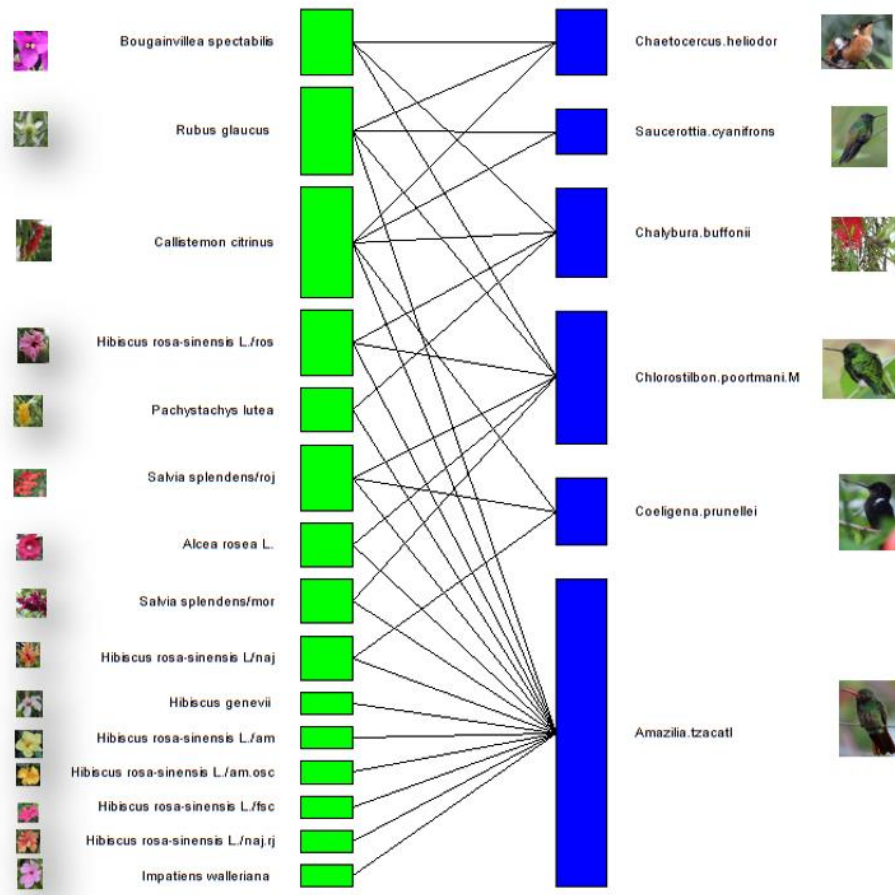 Bougainvillea spectabilis
Rubus glaucus
Callistemon citrinus
Hibiscus rosa-sinensis L./ros
Pachystachys lutea
Salvia splendens/roj
Alcea rosea L.
Salvia splendens/mor
Hibiscus rosa-sinensis L/naj
Hibiscus genevii
Hibiscus rosa-sinensis L./am
Hibiscus rosa-sinensis L./am.osc
Hibiscus rosa-sinensis L./fsc
Hibiscus rosa-sinensis L./naj.rj
Impatiens walleriana
Chaetocercus.heliodor
Saucerottia.cyanifrons
Chalybura.buffonii
Chlorostilbon.poortmani.M
Coeligena.prunellei
Amazilia.tzacatl